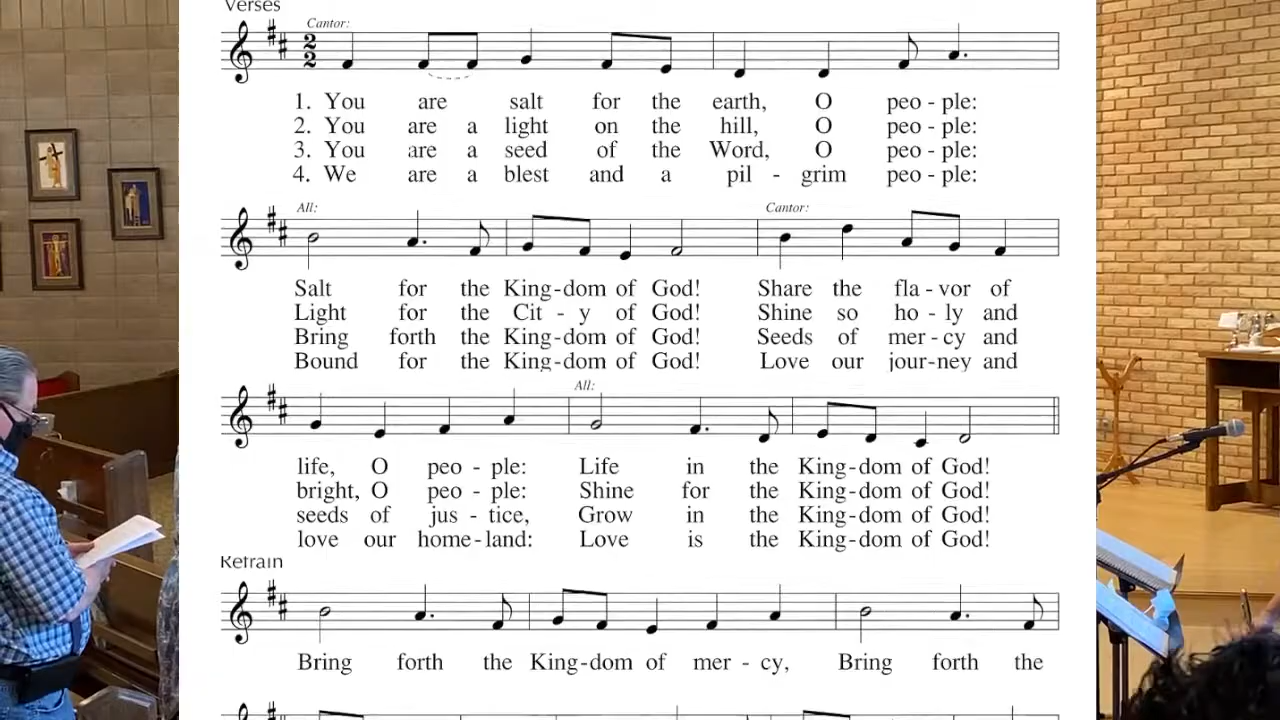 Verses
Cantor:
1. You are salt for the earth, O peo - ple:
2. You are a light on the hill, O peo - ple:
3. You are a seed of the Word, O peo - ple:
4. We are a blest and a pil - grim peo - ple:
All: Cantor:
Salt for the King-dom of God! Share the fla - vor of
Light for the Cit - y of God! Shine so ho - ly and
Bring forth the King-dom of God! Seeds of mer - cy and
Bound for the King-dom of God! Love our jour-ney and
All:
life, O peo - ple: Life in the King-dom of God!
bright, O peo - ple: Shine for the King-dom of God!
seeds of jus - tice, Grow in the King-dom of God!
love our home-land: Love is the King-dom of God!
Refrain
Bring forth the King-dom of mer - cy, Bring forth the